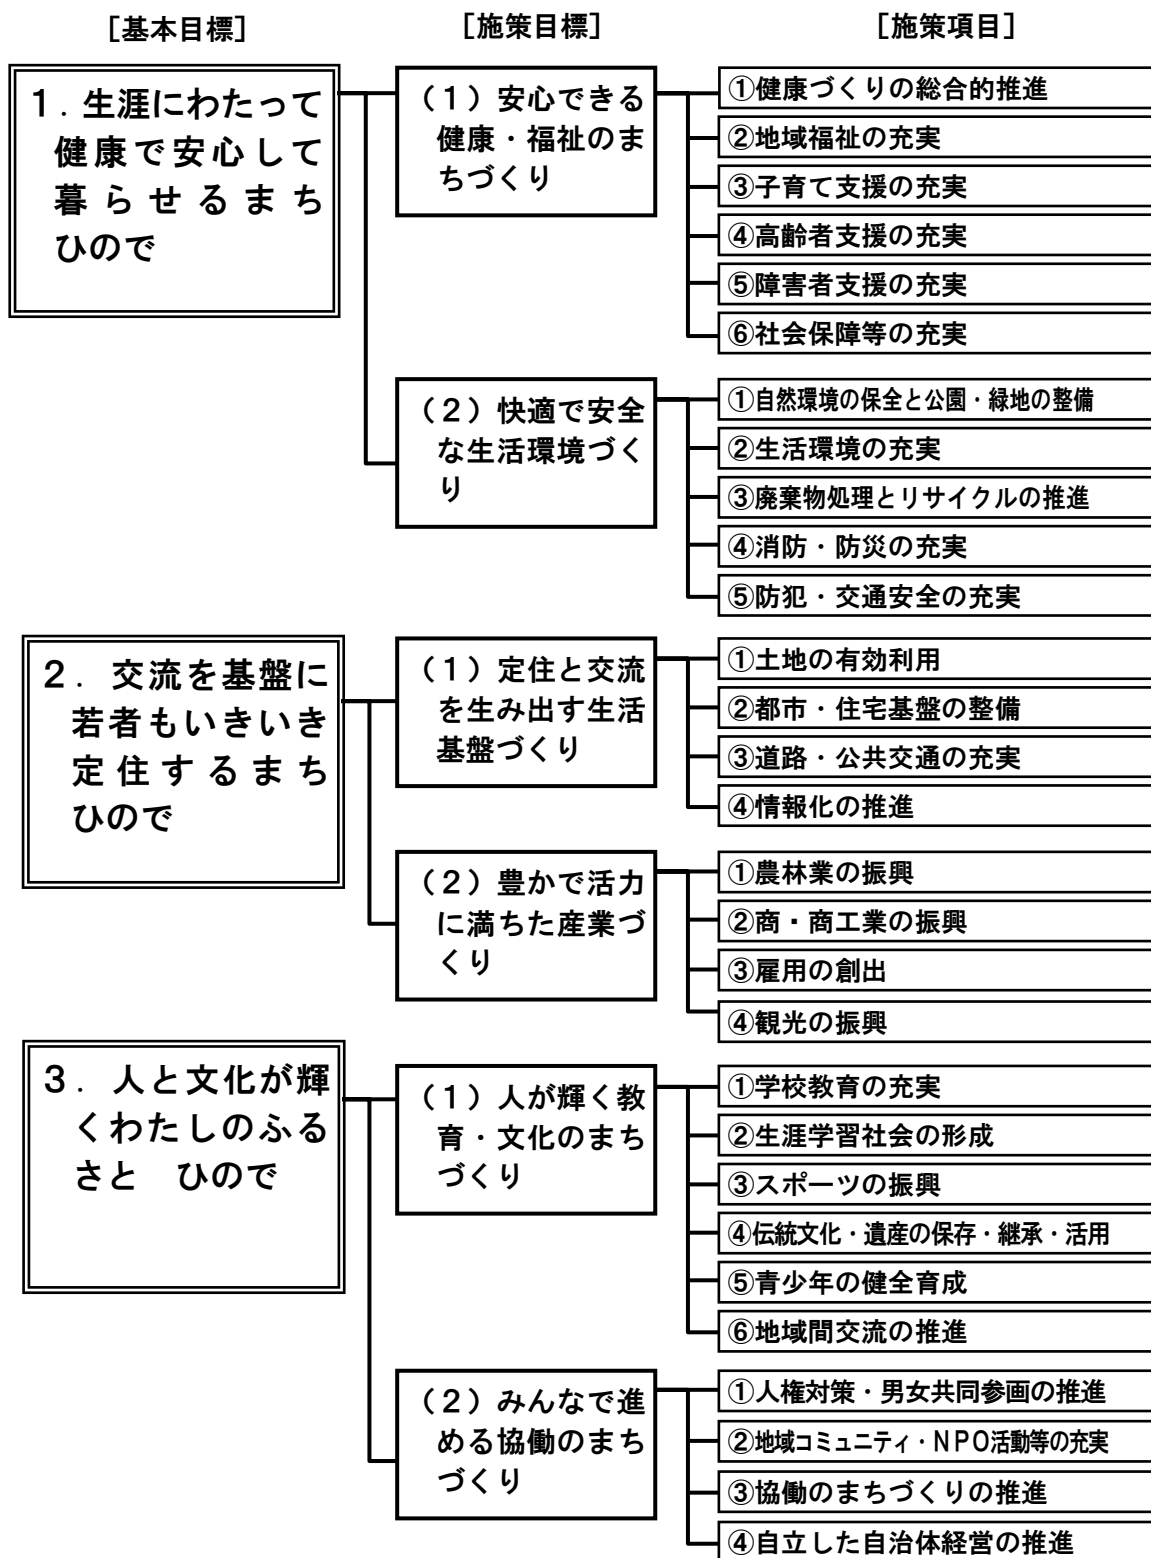 ［基本目標］
［施策目標］
［施策項目］
１．生涯にわたって
健康で安心して
暮らせるまち
ひので
（１）安心できる
健康・福祉のま
ちづくり
①健康づくりの総合的推進
②地域福祉の充実
③子育て支援の充実
④高齢者支援の充実
⑤障害者支援の充実
⑥社会保障等の充実
（２）快適で安全
な生活環境づく
り
①自然環境の保全と公園・緑地の整備
②生活環境の充実
③廃棄物処理とリサイクルの推進
④消防・防災の充実
⑤防犯・交通安全の充実
２．交流を基盤に
若者もいきいき
定住するまち
ひので
（１）定住と交流
を生み出す生活
基盤づくり
①土地の有効利用
②都市・住宅基盤の整備
③道路・公共交通の充実
④情報化の推進
（２）豊かで活力
に満ちた産業づ
くり
①農林業の振興
②商・商工業の振興
③雇用の創出
④観光の振興
３．人と文化が輝
くわたしのふる
さと　ひので
（１）人が輝く教
育・文化のまち
づくり
①学校教育の充実
②生涯学習社会の形成
③スポーツの振興
④伝統文化・遺産の保存・継承・活用
⑤青少年の健全育成
⑥地域間交流の推進
（２）みんなで進
める協働のまち
づくり
①人権対策・男女共同参画の推進
②地域コミュニティ・ＮＰＯ活動等の充実
③協働のまちづくりの推進
④自立した自治体経営の推進